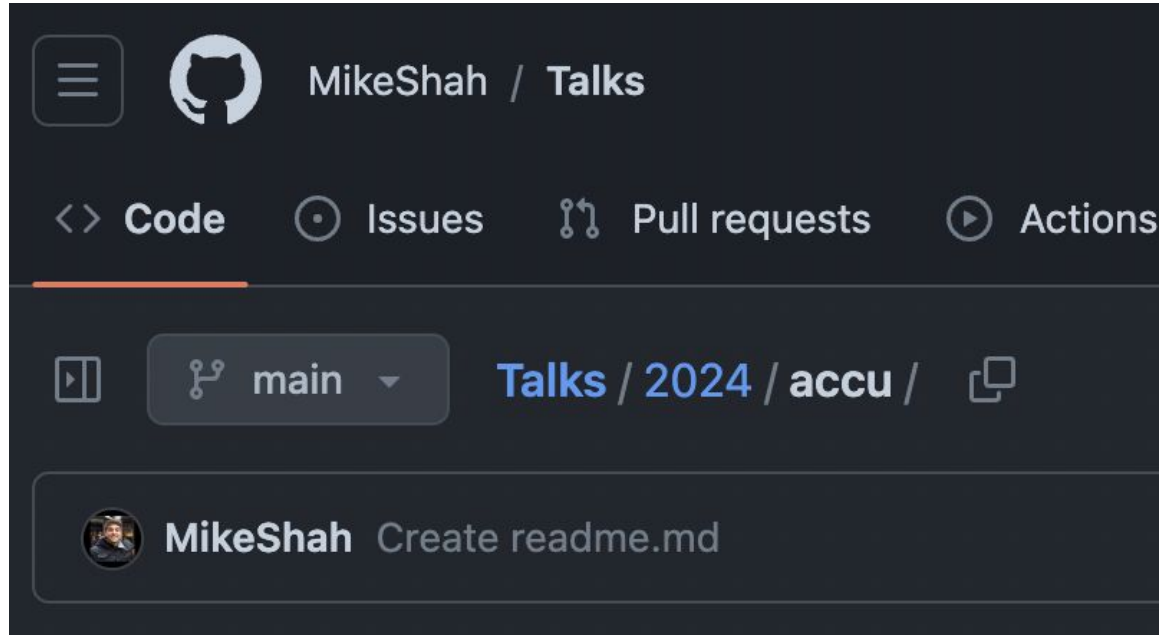 MikeShah / Talks
Code Issues Pull requests Actions
main Talks / 2024 / accu /
MikeShah Create readme.md